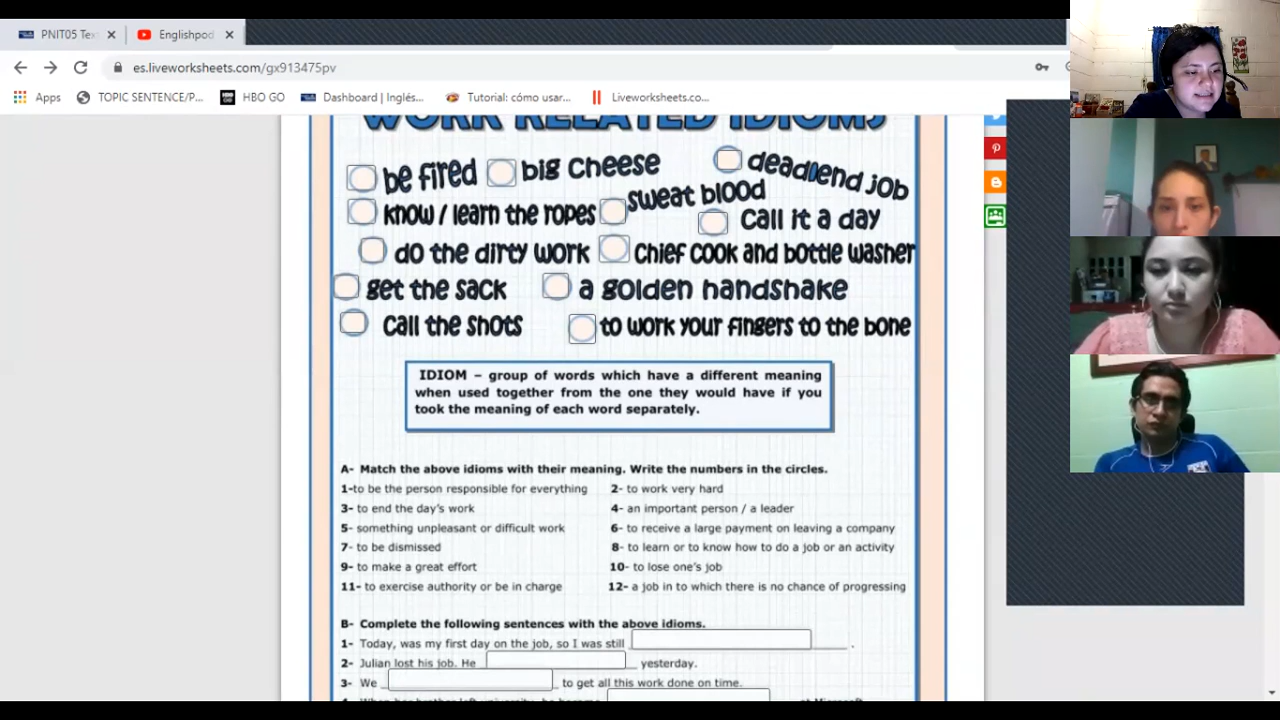 PNIT05 Tex
Englishpod
es.liveworksheets.com/gx913475pv
Apps TOPIC SENTENCE/P... HBO GO Dashboard | Inglés... Tutorial: cómo usar... Liveworksheets.co...
WORK RELATED IDIOMS
be fired big cheese dead end job
know / learn the ropes sweat blood call it a day
do the dirty work chief cook and bottle washer
get the sack a golden handshake
call the shots to work your fingers to the bone
IDIOM – group of words which have a different meaning
when used together from the one they would have if you
took the meaning of each word separately.
A- Match the above idioms with their meaning. Write the numbers in the circles.
1-to be the person responsible for everything 2- to work very hard
3- to end the day's work 4- an important person / a leader
5- something unpleasant or difficult work 6- to receive a large payment on leaving a company
7- to be dismissed 8- to learn or to know how to do a job or an activity
9- to make a great effort 10- to lose one's job
11- to exercise authority or be in charge 12- a job in to which there is no chance of progressing
B- Complete the following sentences with the above idioms.
1- Today, was my first day on the job, so I was still ____ .
2- Julian lost his job. He ____ yesterday.
3- We ____ to get all this work done on time.